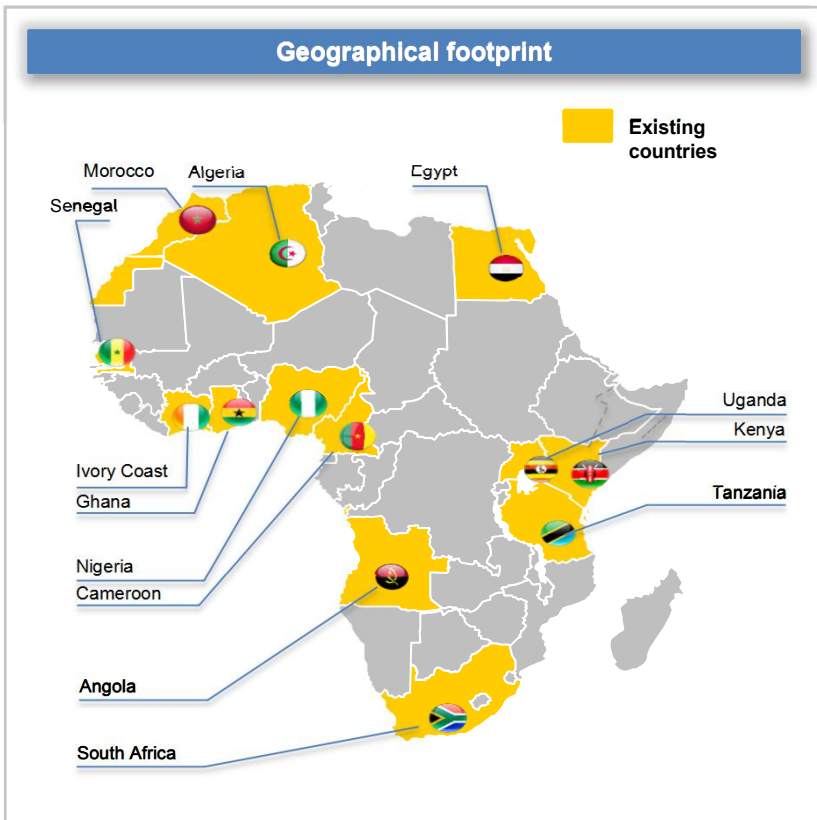 Geographical footprint
Existing
countries
Morocco
Algeria
Egypt
Senegal
Uganda
Kenya
Ivory Coast
Tanzania
Ghana
Nigeria
Cameroon
Angola
South Africa